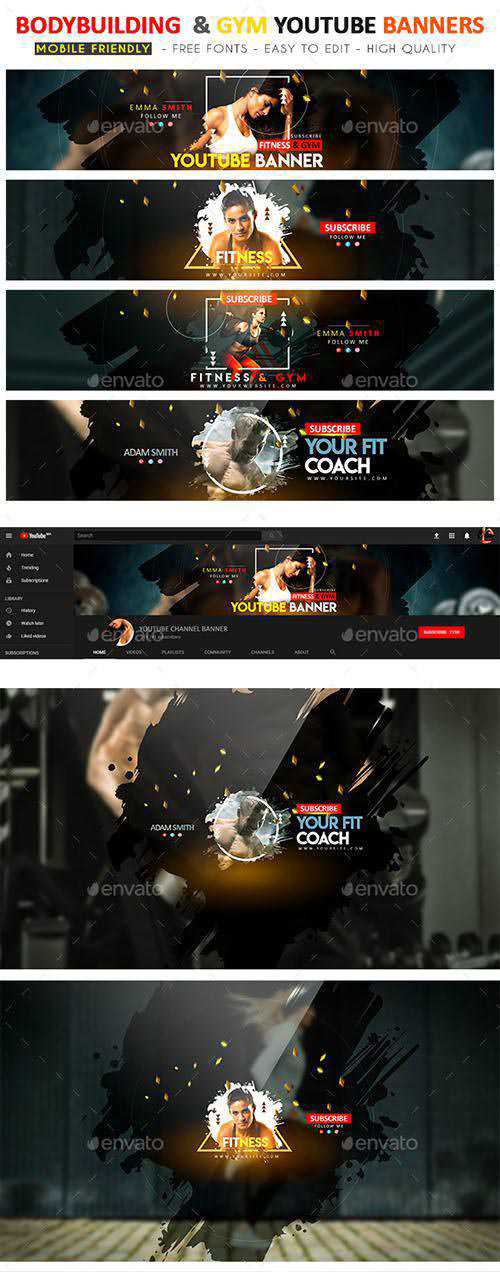 BODYBUILDING & GYM YOUTUBE BANNERS
MOBILE FRIENDLY - FREE FONTS - EASY TO EDIT - HIGH QUALITY
EMMA SMITH
FOLLOW ME
SUBSCRIBE
FITNESS & GYM
YOUTUBE BANNER
envato
envato
SUBSCRIBE
FOLLOW ME
FITNESS
WWW.YOURSITE.COM
envato
envato
SUBSCRIBE
EMMA SMITH
FOLLOW ME
FITNESS & GYM
WWW.YOURWEBSITE.COM
envato
envato
SUBSCRIBE
ADAM SMITH
YOUR FIT
COACH
WWW.YOURSITE.COM
envato
envato
YouTube
Search
Home
Trending
Subscriptions
LIBRARY
History
Watch later
Liked videos
SUBSCRIPTIONS
EMMA SMITH
FOLLOW ME
SUBSCRIBE
FITNESS & GYM
YOUTUBE BANNER
YOUTUBE CHANNEL BANNER
envato
envato
HOME VIDEOS PLAYLISTS COMMUNITY CHANNELS ABOUT
SUBSCRIBE
ADAM SMITH
YOUR FIT
COACH
WWW.YOURSITE.COM
envato
envato
SUBSCRIBE
FOLLOW ME
FITNESS
WWW.YOURSITE.COM
envato
envato